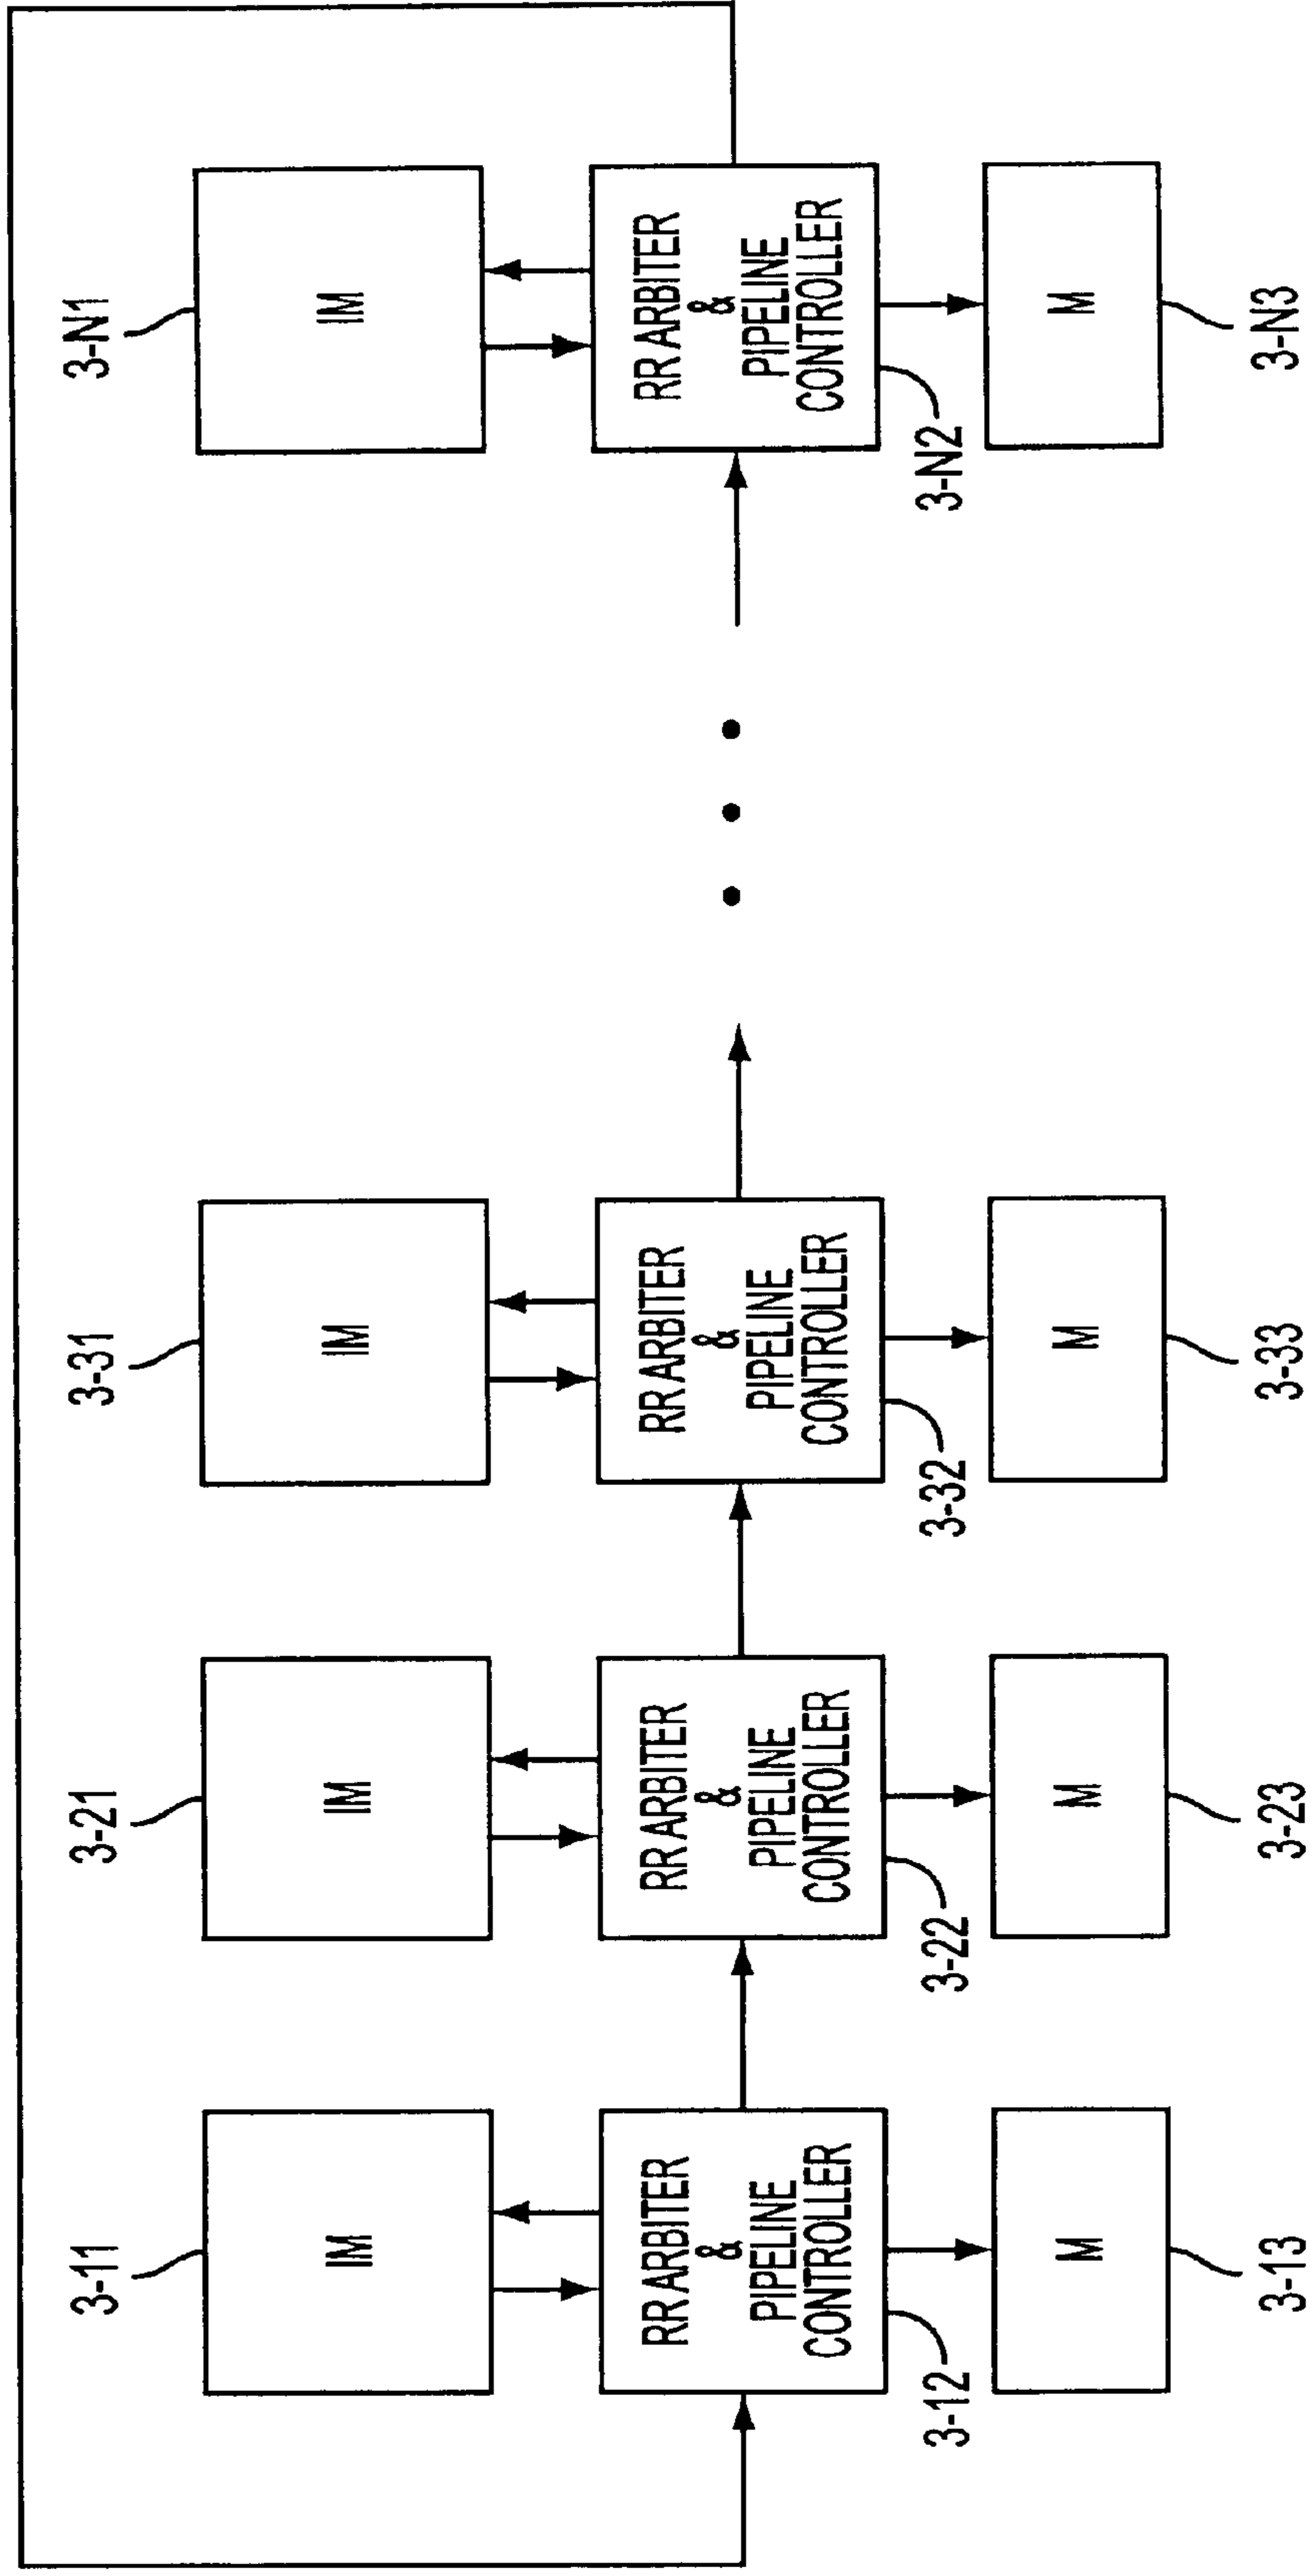 3-11
3-21
3-31
3-N1
IM
IM
IM
IM
RR ARBITER
&
PIPELINE
CONTROLLER
RR ARBITER
&
PIPELINE
CONTROLLER
RR ARBITER
&
PIPELINE
CONTROLLER
RR ARBITER
&
PIPELINE
CONTROLLER
3-12
3-22
3-32
3-N2
M
M
M
M
3-13
3-23
3-33
3-N3